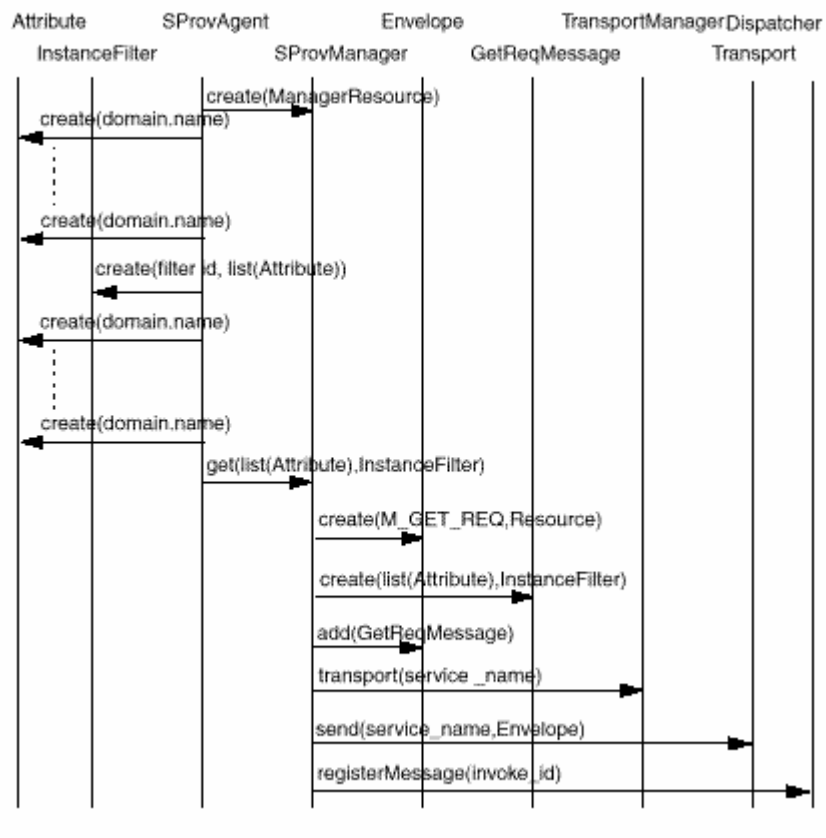 Attribute SProvAgent Envelope TransportManager Dispatcher
InstanceFilter SProvManager GetReqMessage Transport
create(ManagerResource)
create(domain.name)
create(domain.name)
create(filter id, list(Attribute))
create(domain.name)
create(domain.name)
get(list(Attribute),InstanceFilter)
create(M_GET_REQ,Resource)
create(list(Attribute),InstanceFilter)
add(GetReqMessage)
transport(service _name)
send(service_name,Envelope)
registerMessage(invoke_id)